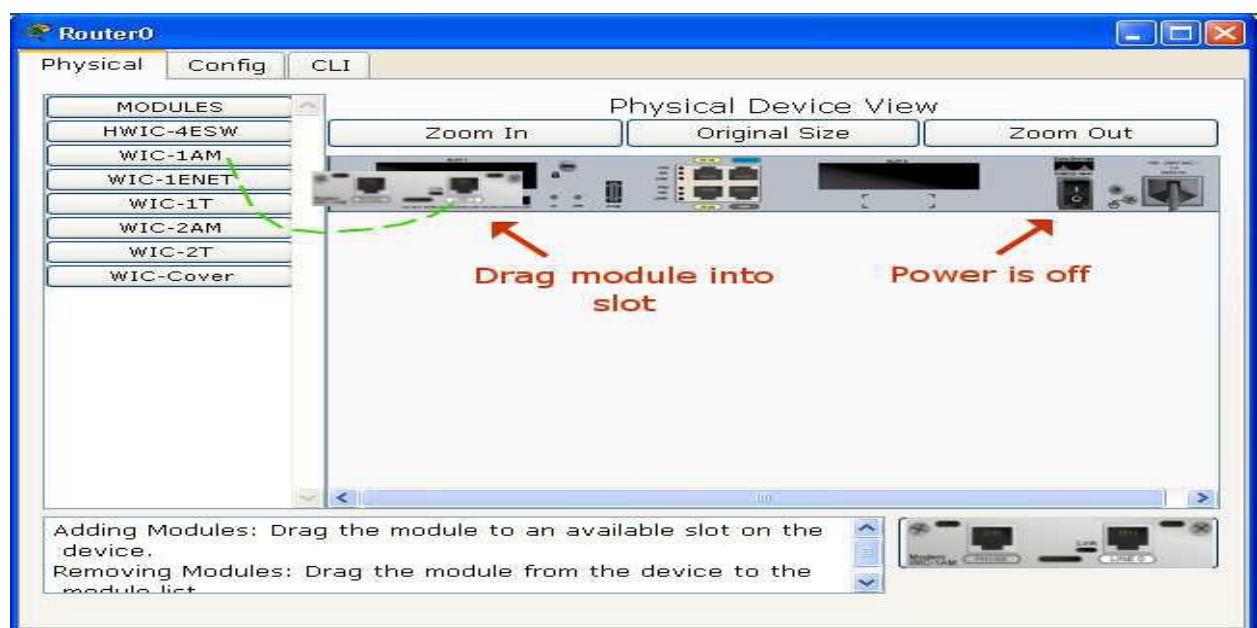 Router0
Physical
Config
CLI
MODULES
HWIC-4ESW
WIC-1AM
WIC-1ENET
WIC-1T
WIC-2AM
WIC-2T
WIC-Cover
Physical Device View
Zoom In
Original Size
Zoom Out
Drag module into
slot
Power is off
Adding Modules: Drag the module to an available slot on the
device.
Removing Modules: Drag the module from the device to the
module list